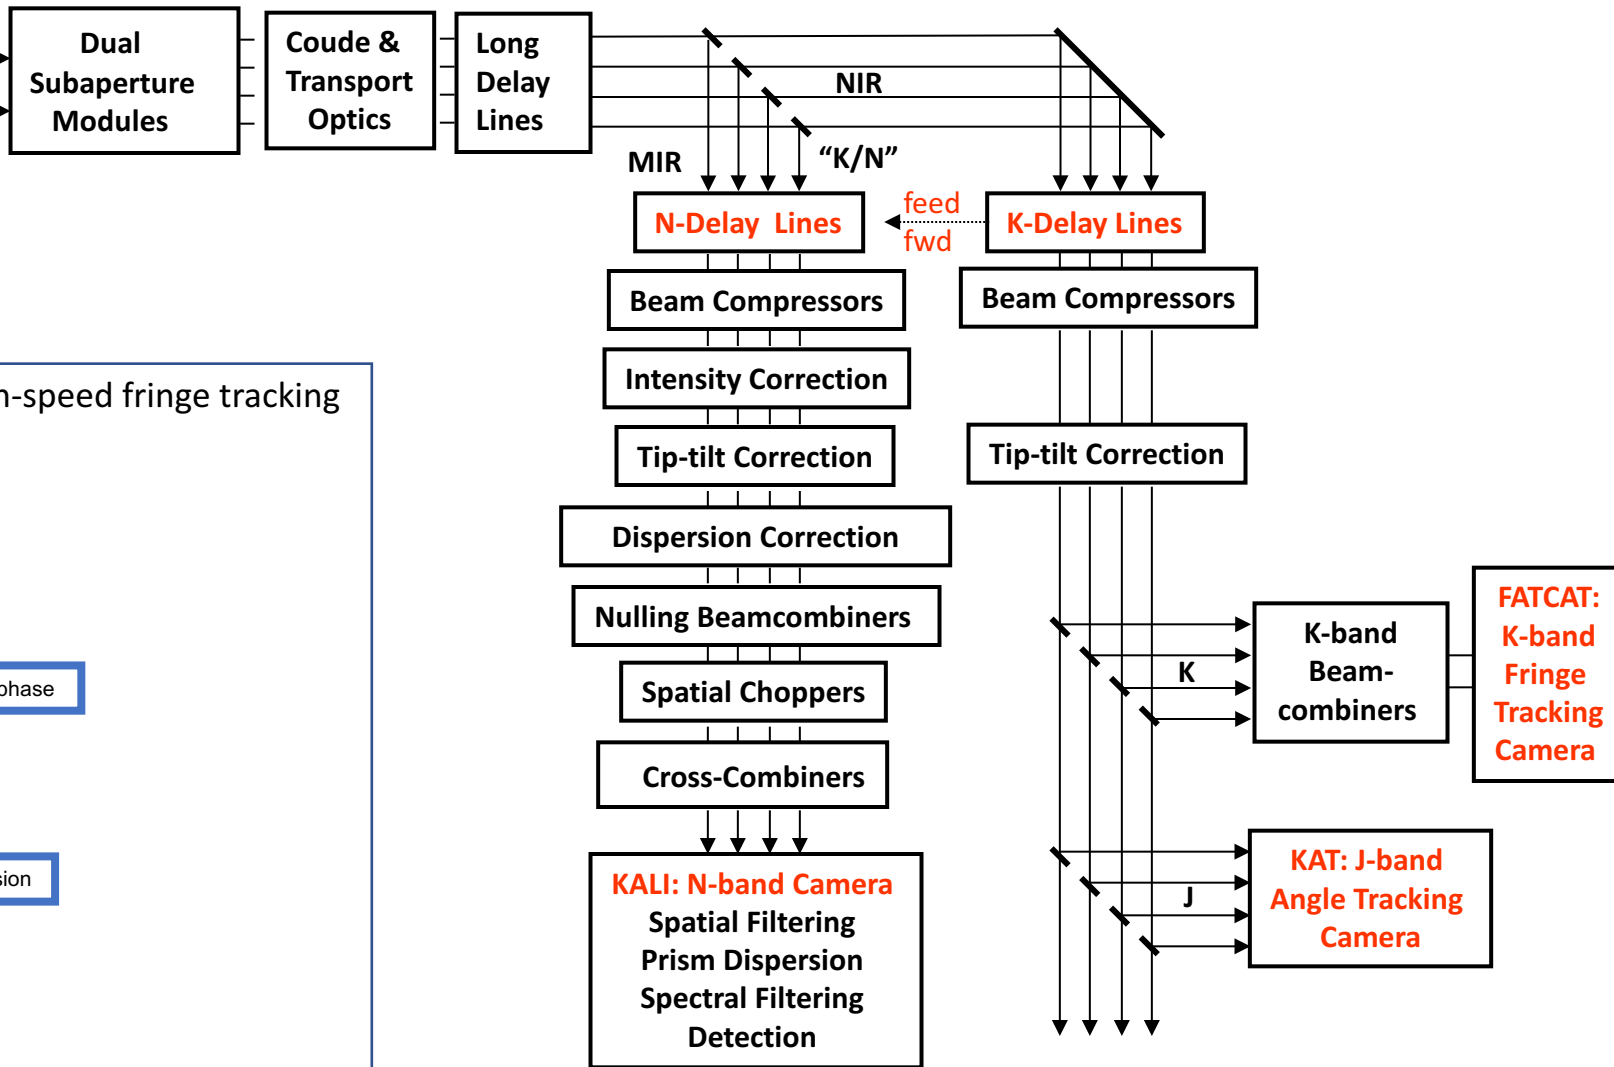 Dual
Subaperture
Modules
Coude &
Transport
Optics
Long
Delay
Lines
NIR
MIR
“K/N”
N-Delay Lines
feed
fwd
K-Delay Lines
Beam Compressors
Beam Compressors
Intensity Correction
-speed fringe tracking
Tip-tilt Correction
Tip-tilt Correction
Dispersion Correction
Nulling Beamcombiners
K-band
Beam-
combiners
FATCAT:
K-band
Fringe
Tracking
Camera
K
phase
Spatial Choppers
Cross-Combiners
KALI: N-band Camera
Spatial Filtering
Prism Dispersion
Spectral Filtering
Detection
KAT: J-band
Angle Tracking
Camera
J